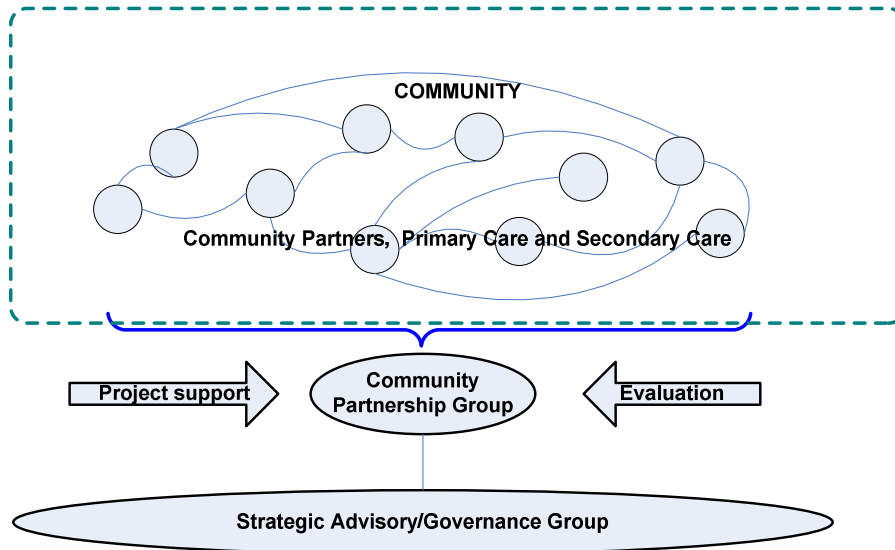 COMMUNITY
Community Partners, Primary Care and Secondary Care
Project support
Community
Partnership Group
Evaluation
Strategic Advisory/Governance Group